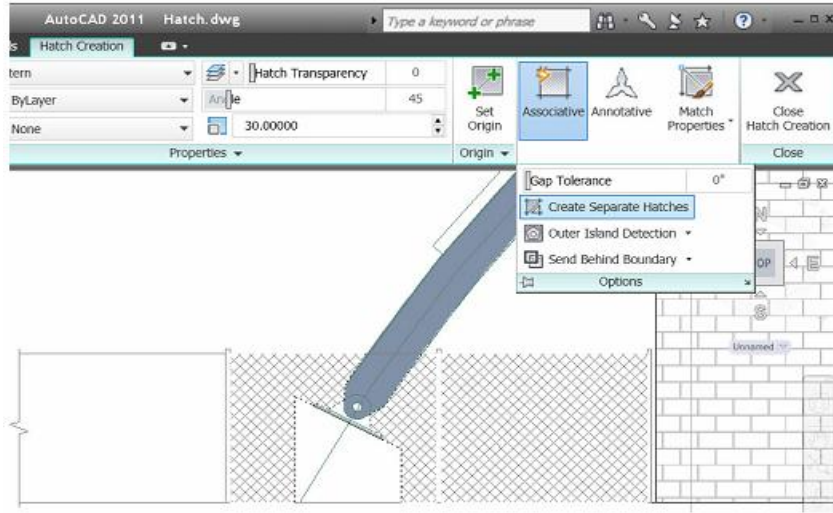 AutoCAD 2011 Hatch.dwg Type a keyword or phrase
Hatch Creation
Hatch Transparency 0
ByLayer Angle 45
None 30.00000
Set Origin
Associative
Annotative
Match Properties
Close Hatch Creation
Properties Origin Close
Gap Tolerance 0"
Create Separate Hatches
Outer Island Detection
Send Behind Boundary
Options
N
E
S
Unnamed